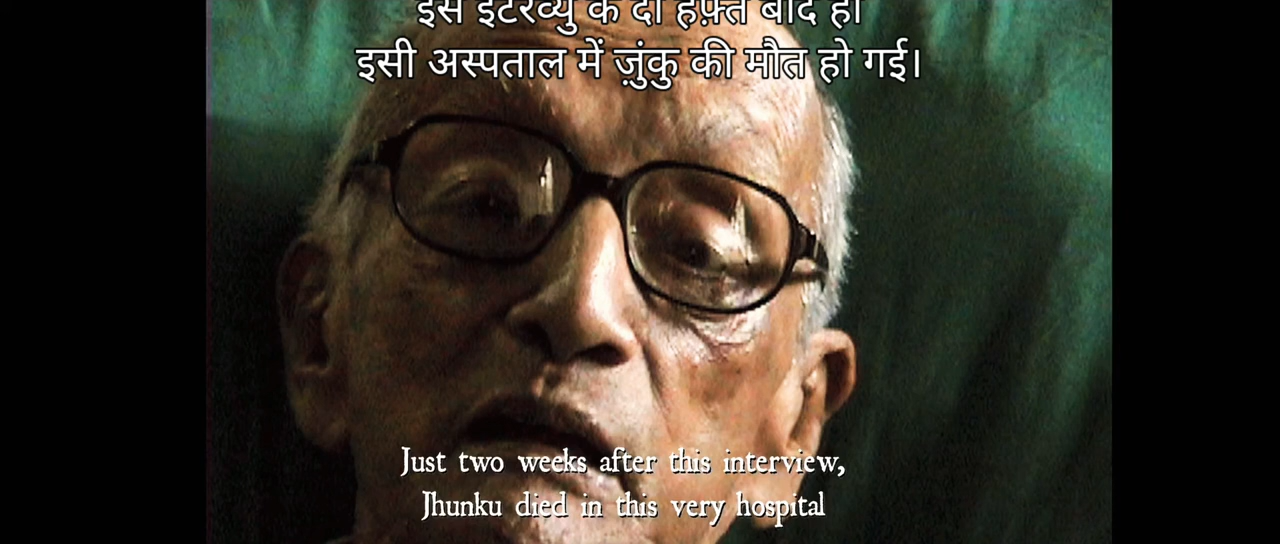 इस इंटरव्यु के दो हफ़्ते बाद ही
इसी अस्पताल में ज़ुंकु की मौत हो गई।
Just two weeks after this interview,
Jhunku died in this very hospital